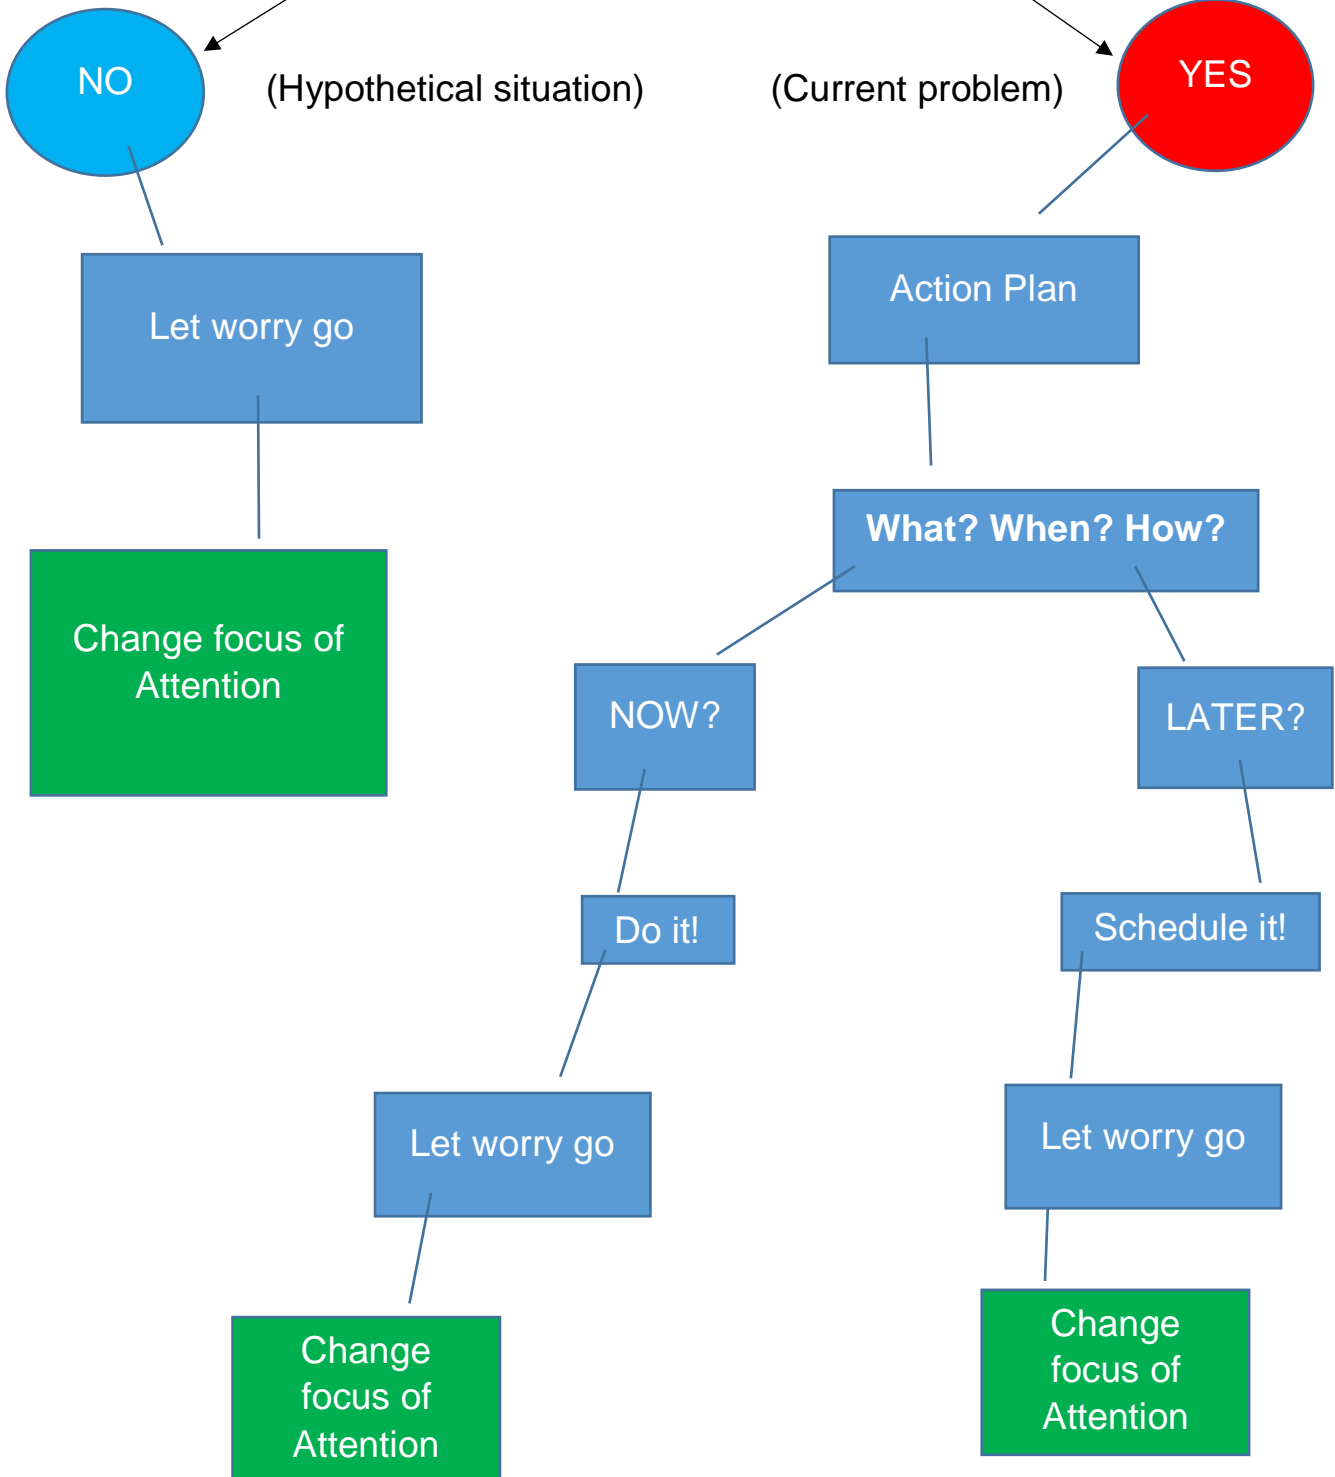 NO
(Hypothetical situation)
(Current problem)
YES
Let worry go
Action Plan
What? When? How?
Change focus of
Attention
NOW?
LATER?
Do it!
Schedule it!
Let worry go
Let worry go
Change
focus of
Attention
Change
focus of
Attention